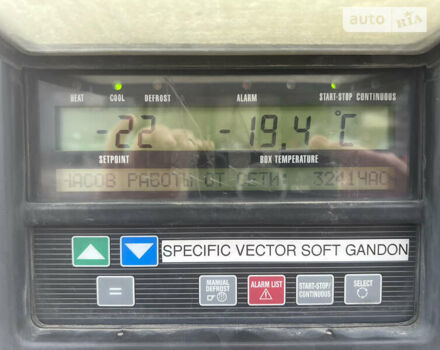 auto RIA
HEAT COOL DEFROST ALARM START-STOP CONTINUOUS
-22 -19,4 °C
SETPOINT BOX TEMPERATURE
ЧАСОВ РАБОТЫ ОТ СЕТИ: 32414ЧАС
SPECIFIC VECTOR SOFT GANDON
=
MANUAL DEFROST
ALARM LIST
START-STOP/ CONTINUOUS
SELECT